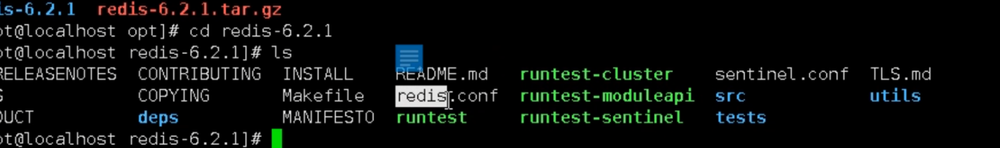 is-6.2.1 redis-6.2.1.tar.gz
ot@localhost opt]# cd redis-6.2.1
ot@localhost redis-6.2.1]# ls
RELEASENOTES CONTRIBUTING INSTALL README.md runtest-cluster sentinel.conf TLS.md
S COPYING Makefile redis.conf runtest-moduleapi src utils
DUCT deps MANIFESTO runtest runtest-sentinel tests
ot@localhost redis-6.2.1]#